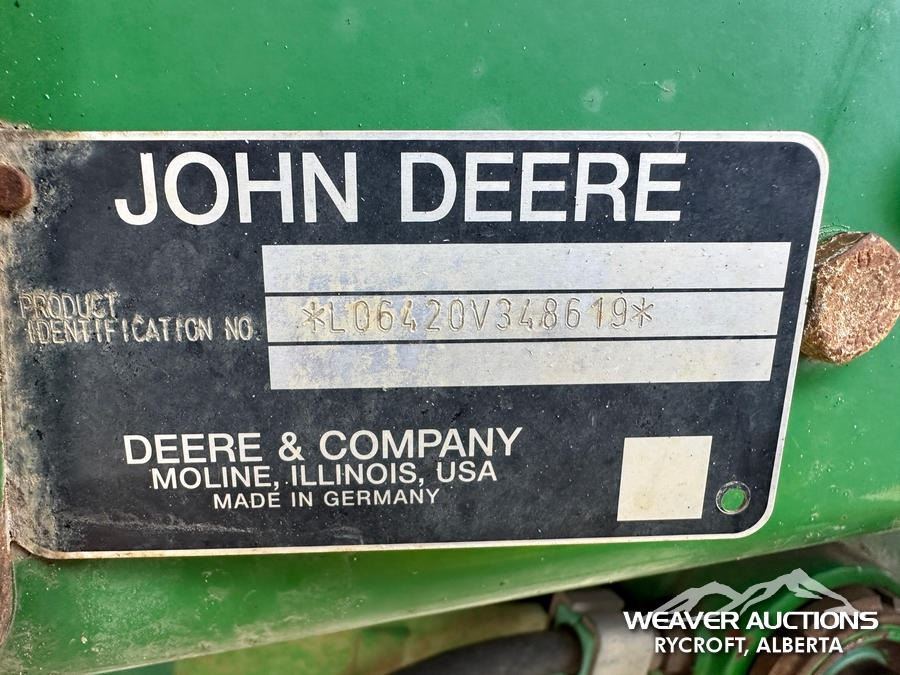 JOHN DEERE
PRODUCT
IDENTIFICATION NO.
*L06420V348619*
DEERE & COMPANY
MOLINE, ILLINOIS, USA
MADE IN GERMANY
WEAVER AUCTIONS
RYCROFT, ALBERTA